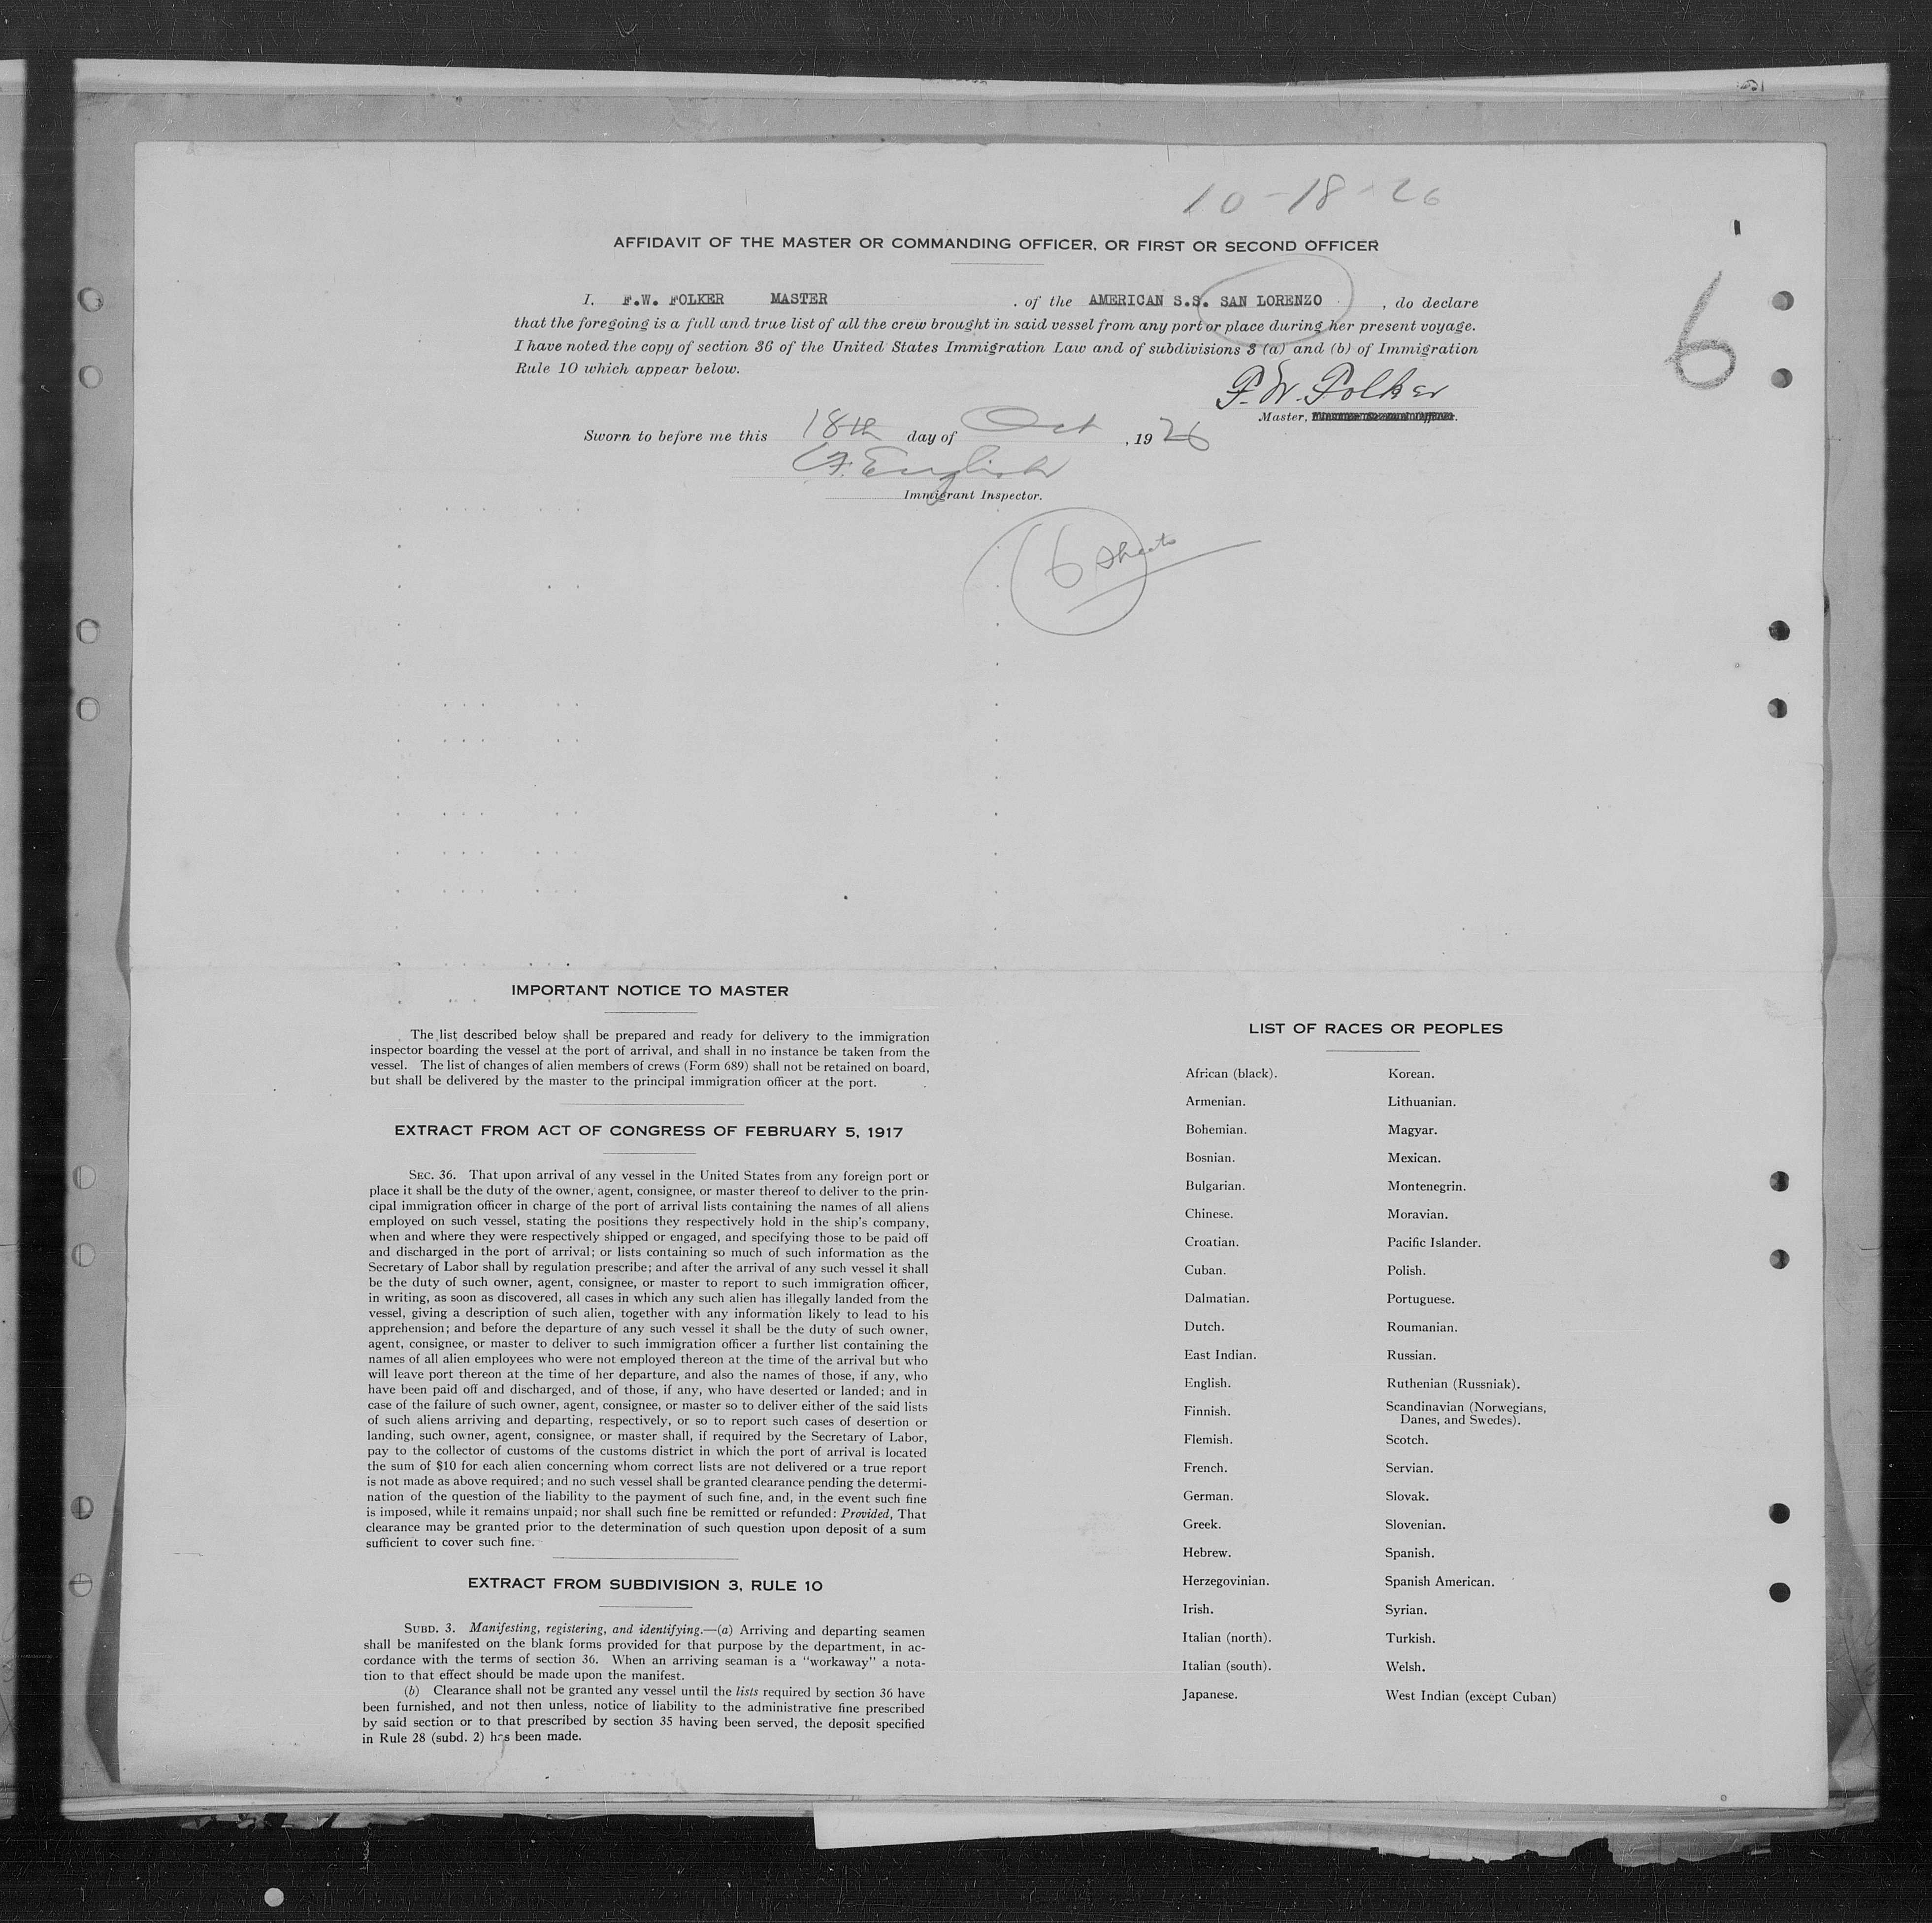 10-18-26
AFFIDAVIT OF THE MASTER OR COMMANDING OFFICER, OR FIRST OR SECOND OFFICER
I, F.W. FOLKER MASTER , of the AMERICAN S.S. SAN LORENZO , do declare
that the foregoing is a full and true list of all the crew brought in said vessel from any port or place during her present voyage.
I have noted the copy of section 36 of the United States Immigration Law and of subdivisions 3 (a) and (b) of Immigration
Rule 10 which appear below.
6
F. W. Folker
Master,
Sworn to before me this 18th day of Oct , 19 26
English
Immigrant Inspector.
6 sheets
IMPORTANT NOTICE TO MASTER
The list described below shall be prepared and ready for delivery to the immigration
inspector boarding the vessel at the port of arrival, and shall in no instance be taken from the
vessel. The list of changes of alien members of crews (Form 689) shall not be retained on board,
but shall be delivered by the master to the principal immigration officer at the port.
EXTRACT FROM ACT OF CONGRESS OF FEBRUARY 5, 1917
SEC. 36. That upon arrival of any vessel in the United States from any foreign port or
place it shall be the duty of the owner, agent, consignee, or master thereof to deliver to the prin-
cipal immigration officer in charge of the port of arrival lists containing the names of all aliens
employed on such vessel, stating the positions they respectively hold in the ship's company,
when and where they were respectively shipped or engaged, and specifying those to be paid off
and discharged in the port of arrival; or lists containing so much of such information as the
Secretary of Labor shall by regulation prescribe; and after the arrival of any such vessel it shall
be the duty of such owner, agent, consignee, or master to report to such immigration officer,
in writing, as soon as discovered, all cases in which any such alien has illegally landed from the
vessel, giving a description of such alien, together with any information likely to lead to his
apprehension; and before the departure of any such vessel it shall be the duty of such owner,
agent, consignee, or master to deliver to such immigration officer a further list containing the
names of all alien employees who were not employed thereon at the time of the arrival but who
will leave port thereon at the time of her departure, and also the names of those, if any, who
have been paid off and discharged, and of those, if any, who have deserted or landed; and in
case of the failure of such owner, agent, consignee, or master so to deliver either of the said lists
of such aliens arriving and departing, respectively, or so to report such cases of desertion or
landing, such owner, agent, consignee, or master shall, if required by the Secretary of Labor,
pay to the collector of customs of the customs district in which the port of arrival is located
the sum of $10 for each alien concerning whom correct lists are not delivered or a true report
is not made as above required; and no such vessel shall be granted clearance pending the determi-
nation of the question of the liability to the payment of such fine, and, in the event such fine
is imposed, while it remains unpaid; nor shall such fine be remitted or refunded: Provided, That
clearance may be granted prior to the determination of such question upon deposit of a sum
sufficient to cover such fine.
EXTRACT FROM SUBDIVISION 3, RULE 10
SUBD. 3. Manifesting, registering, and identifying.—(a) Arriving and departing seamen
shall be manifested on the blank forms provided for that purpose by the department, in ac-
cordance with the terms of section 36. When an arriving seaman is a "workaway" a nota-
tion to that effect should be made upon the manifest.
(b) Clearance shall not be granted any vessel until the lists required by section 36 have
been furnished, and not then unless, notice of liability to the administrative fine prescribed
by said section or to that prescribed by section 35 having been served, the deposit specified
in Rule 28 (subd. 2) has been made.
LIST OF RACES OR PEOPLES
African (black).
Armenian.
Bohemian.
Bosnian.
Bulgarian.
Chinese.
Croatian.
Cuban.
Dalmatian.
Dutch.
East Indian.
English.
Finnish.
Flemish.
French.
German.
Greek.
Hebrew.
Herzegovinian.
Irish.
Italian (north).
Italian (south).
Japanese.
Korean.
Lithuanian.
Magyar.
Mexican.
Montenegrin.
Moravian.
Pacific Islander.
Polish.
Portuguese.
Roumanian.
Russian.
Ruthenian (Russniak).
Scandinavian (Norwegians,
Danes, and Swedes).
Scotch.
Servian.
Slovak.
Slovenian.
Spanish.
Spanish American.
Syrian.
Turkish.
Welsh.
West Indian (except Cuban)